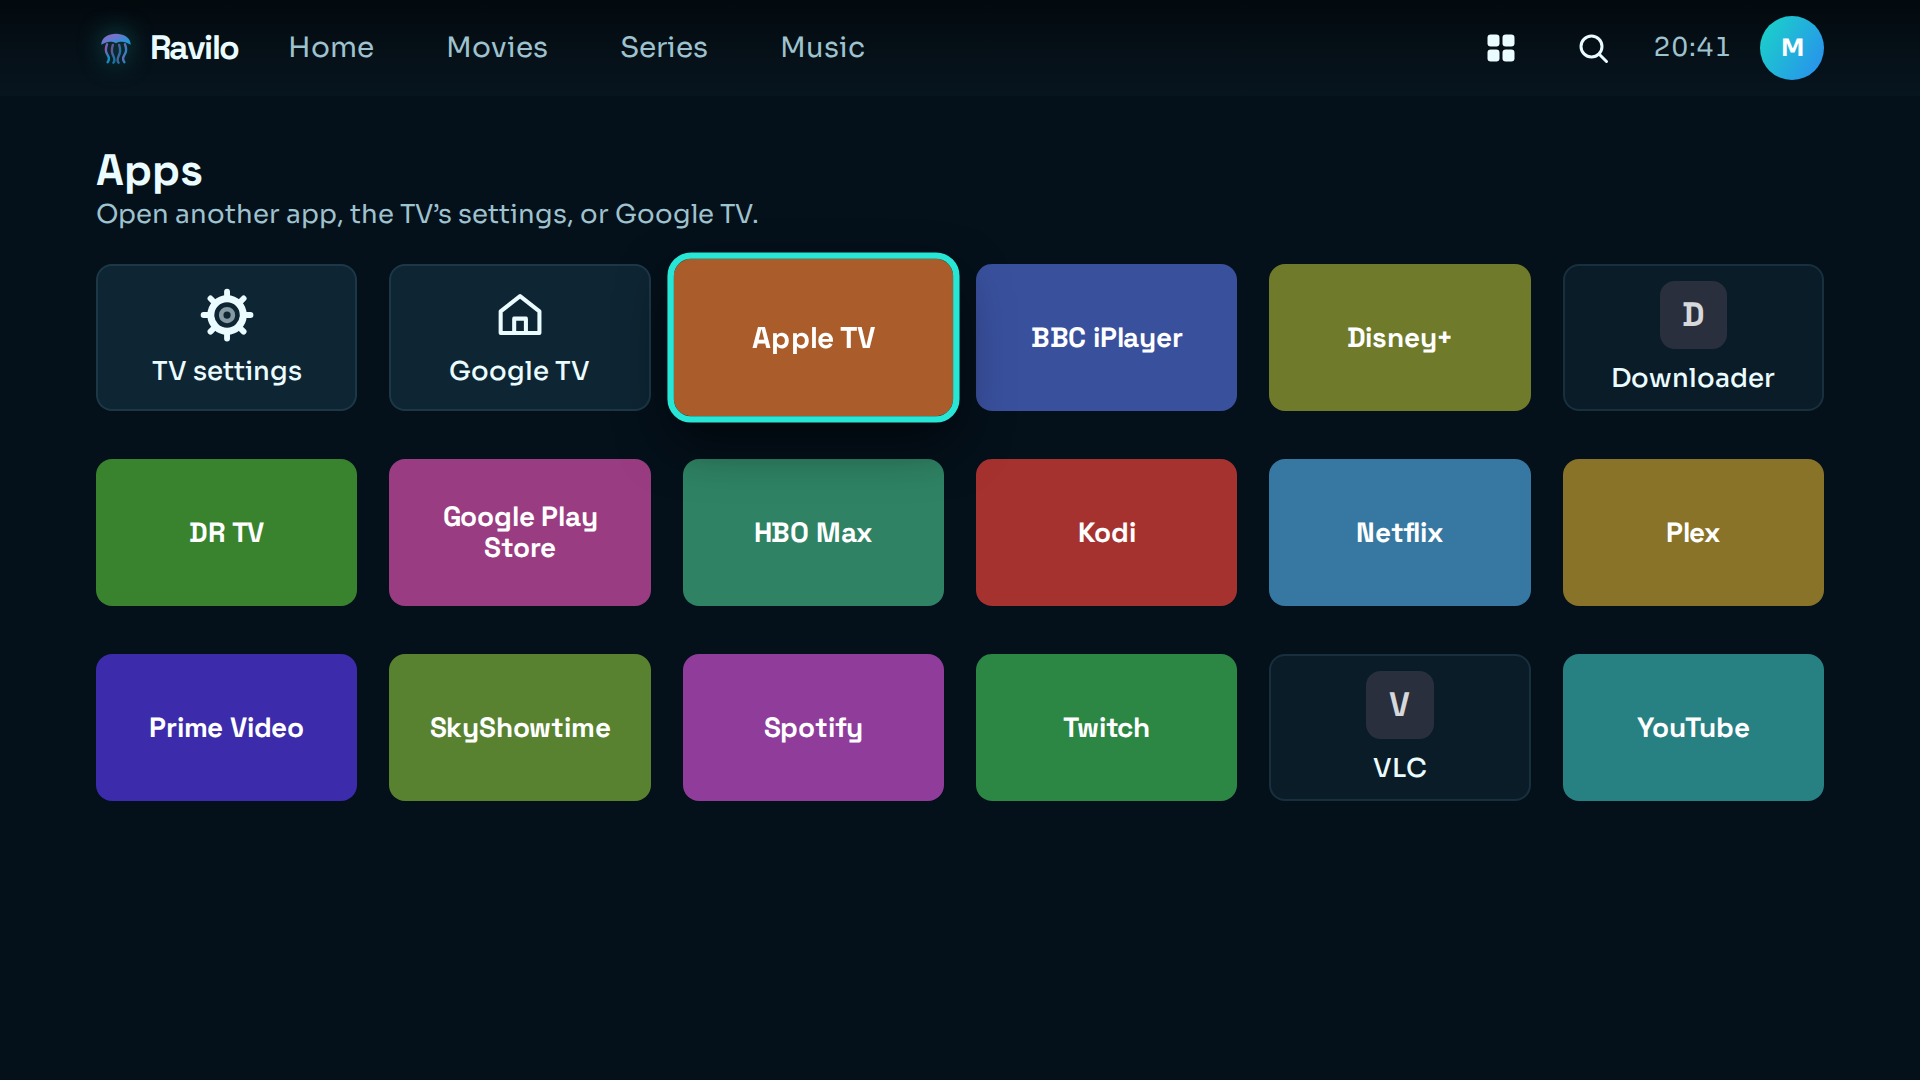 Ravilo
Home
Movies
Series
Music
20:41
M
Apps
Open another app, the TV’s settings, or Google TV.
TV settings
Google TV
Apple TV
BBC iPlayer
Disney+
D
Downloader
DR TV
Google Play
Store
HBO Max
Kodi
Netflix
Plex
Prime Video
SkyShowtime
Spotify
Twitch
V
VLC
YouTube